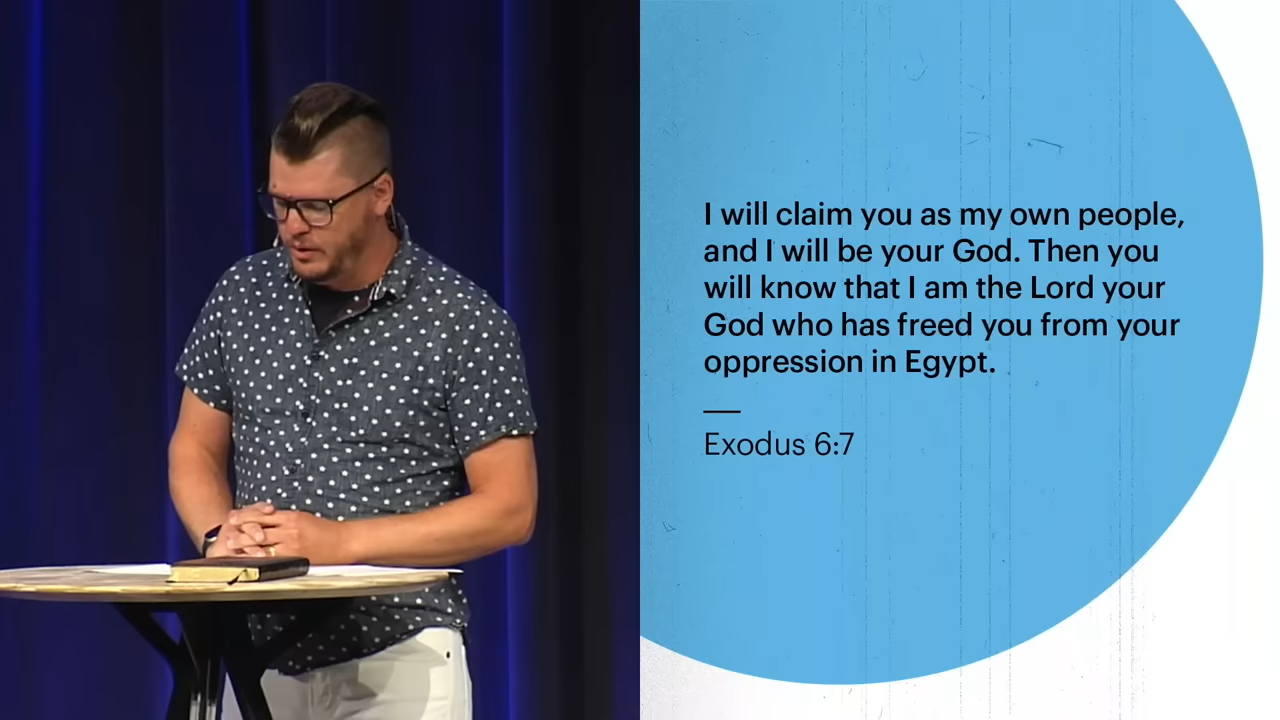 I will claim you as my own people,
and I will be your God. Then you
will know that I am the Lord your
God who has freed you from your
oppression in Egypt.
Exodus 6:7